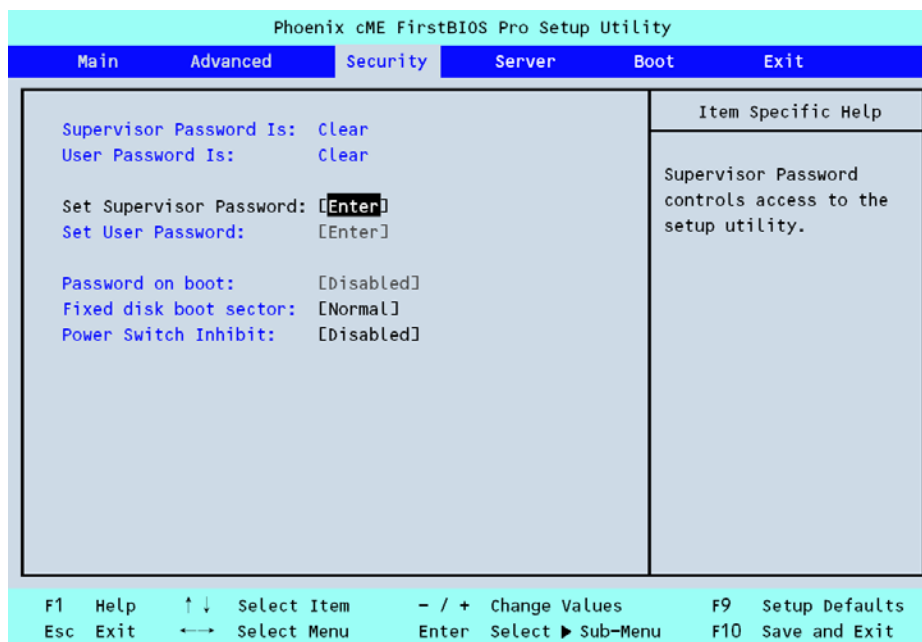 Phoenix cME FirstBIOS Pro Setup Utility
Main Advanced Security Server Boot Exit
Item Specific Help
Supervisor Password Is: Clear
User Password Is: Clear
Set Supervisor Password: [Enter]
Set User Password: [Enter]
Password on boot: [Disabled]
Fixed disk boot sector: [Normal]
Power Switch Inhibit: [Disabled]
Supervisor Password
controls access to the
setup utility.
F1 Help ↑↓ Select Item - / + Change Values F9 Setup Defaults
Esc Exit ←→ Select Menu Enter Select ▶ Sub-Menu F10 Save and Exit